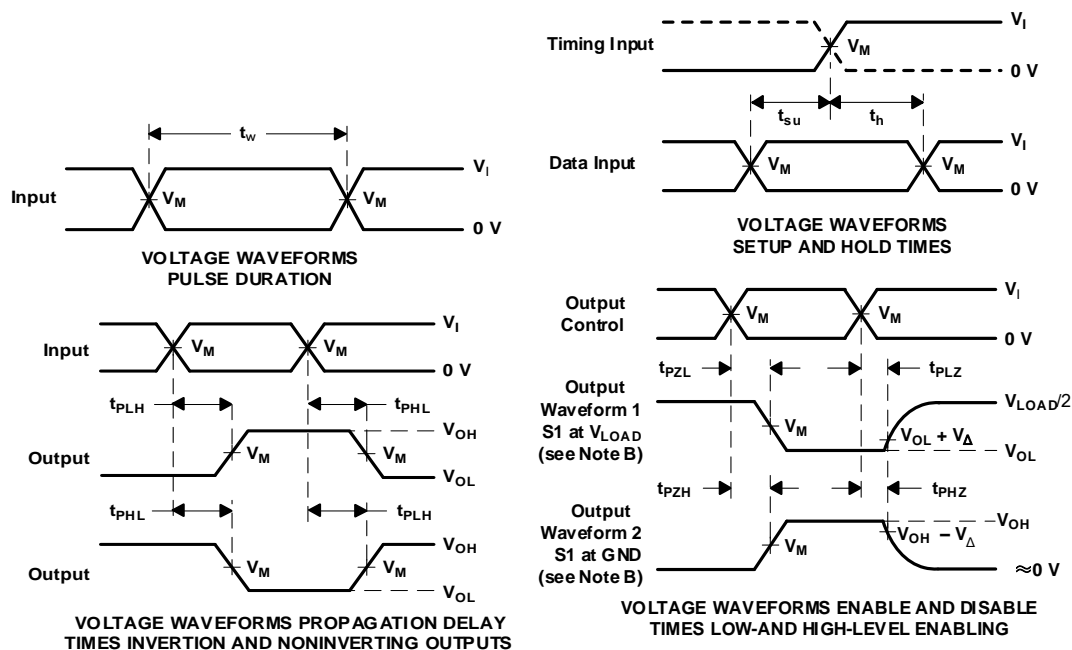 t_w
Input
V_I
V_M
V_M
0 V
VOLTAGE WAVEFORMS
PULSE DURATION
Timing Input
V_I
V_M
0 V
t_su
t_h
Data Input
V_I
V_M
V_M
0 V
VOLTAGE WAVEFORMS
SETUP AND HOLD TIMES
Input
V_I
V_M
V_M
0 V
t_PLH
t_PHL
Output
V_OH
V_M
V_M
V_OL
t_PHL
t_PLH
Output
V_OH
V_M
V_M
V_OL
VOLTAGE WAVEFORMS PROPAGATION DELAY
TIMES INVERTION AND NONINVERTING OUTPUTS
Output
Control
V_I
V_M
V_M
0 V
t_PZL
t_PLZ
Output
Waveform 1
S1 at V_LOAD
(see Note B)
V_LOAD/2
V_M
V_OL + V_Δ
V_OL
t_PZH
t_PHZ
Output
Waveform 2
S1 at GND
(see Note B)
V_OH
V_M
V_OH − V_Δ
≈0 V
VOLTAGE WAVEFORMS ENABLE AND DISABLE
TIMES LOW-AND HIGH-LEVEL ENABLING